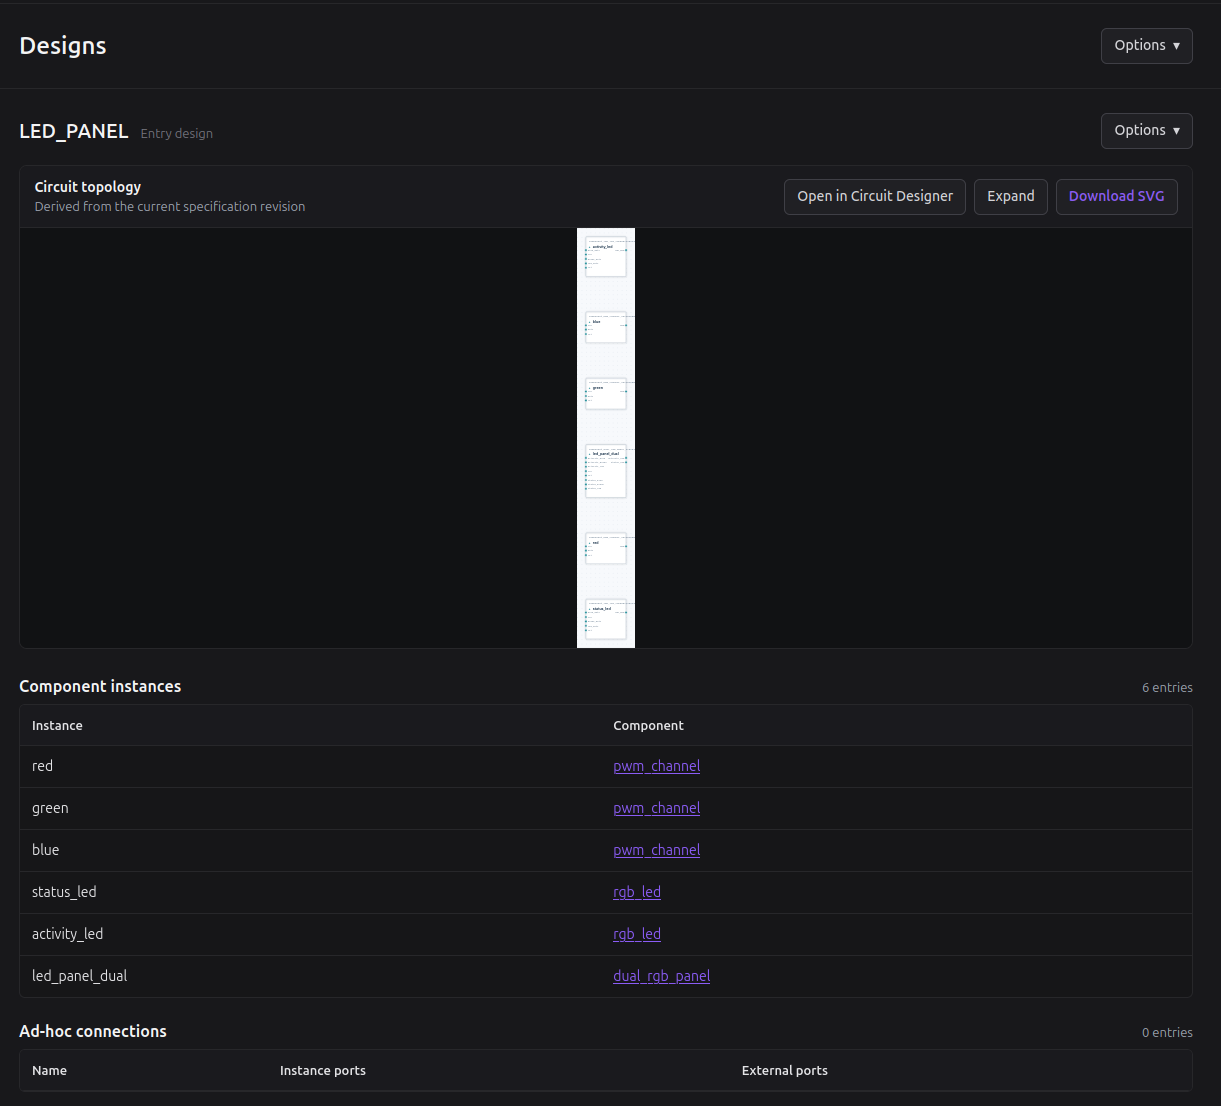 Designs
Options ▾
LED_PANEL Entry design
Options ▾
Circuit topology
Derived from the current specification revision
Open in Circuit Designer
Expand
Download SVG
activity_led
blue
green
led_panel_dual
red
status_led
Component instances
6 entries
Instance Component
red pwm_channel
green pwm_channel
blue pwm_channel
status_led rgb_led
activity_led rgb_led
led_panel_dual dual_rgb_panel
Ad-hoc connections
0 entries
Name Instance ports External ports